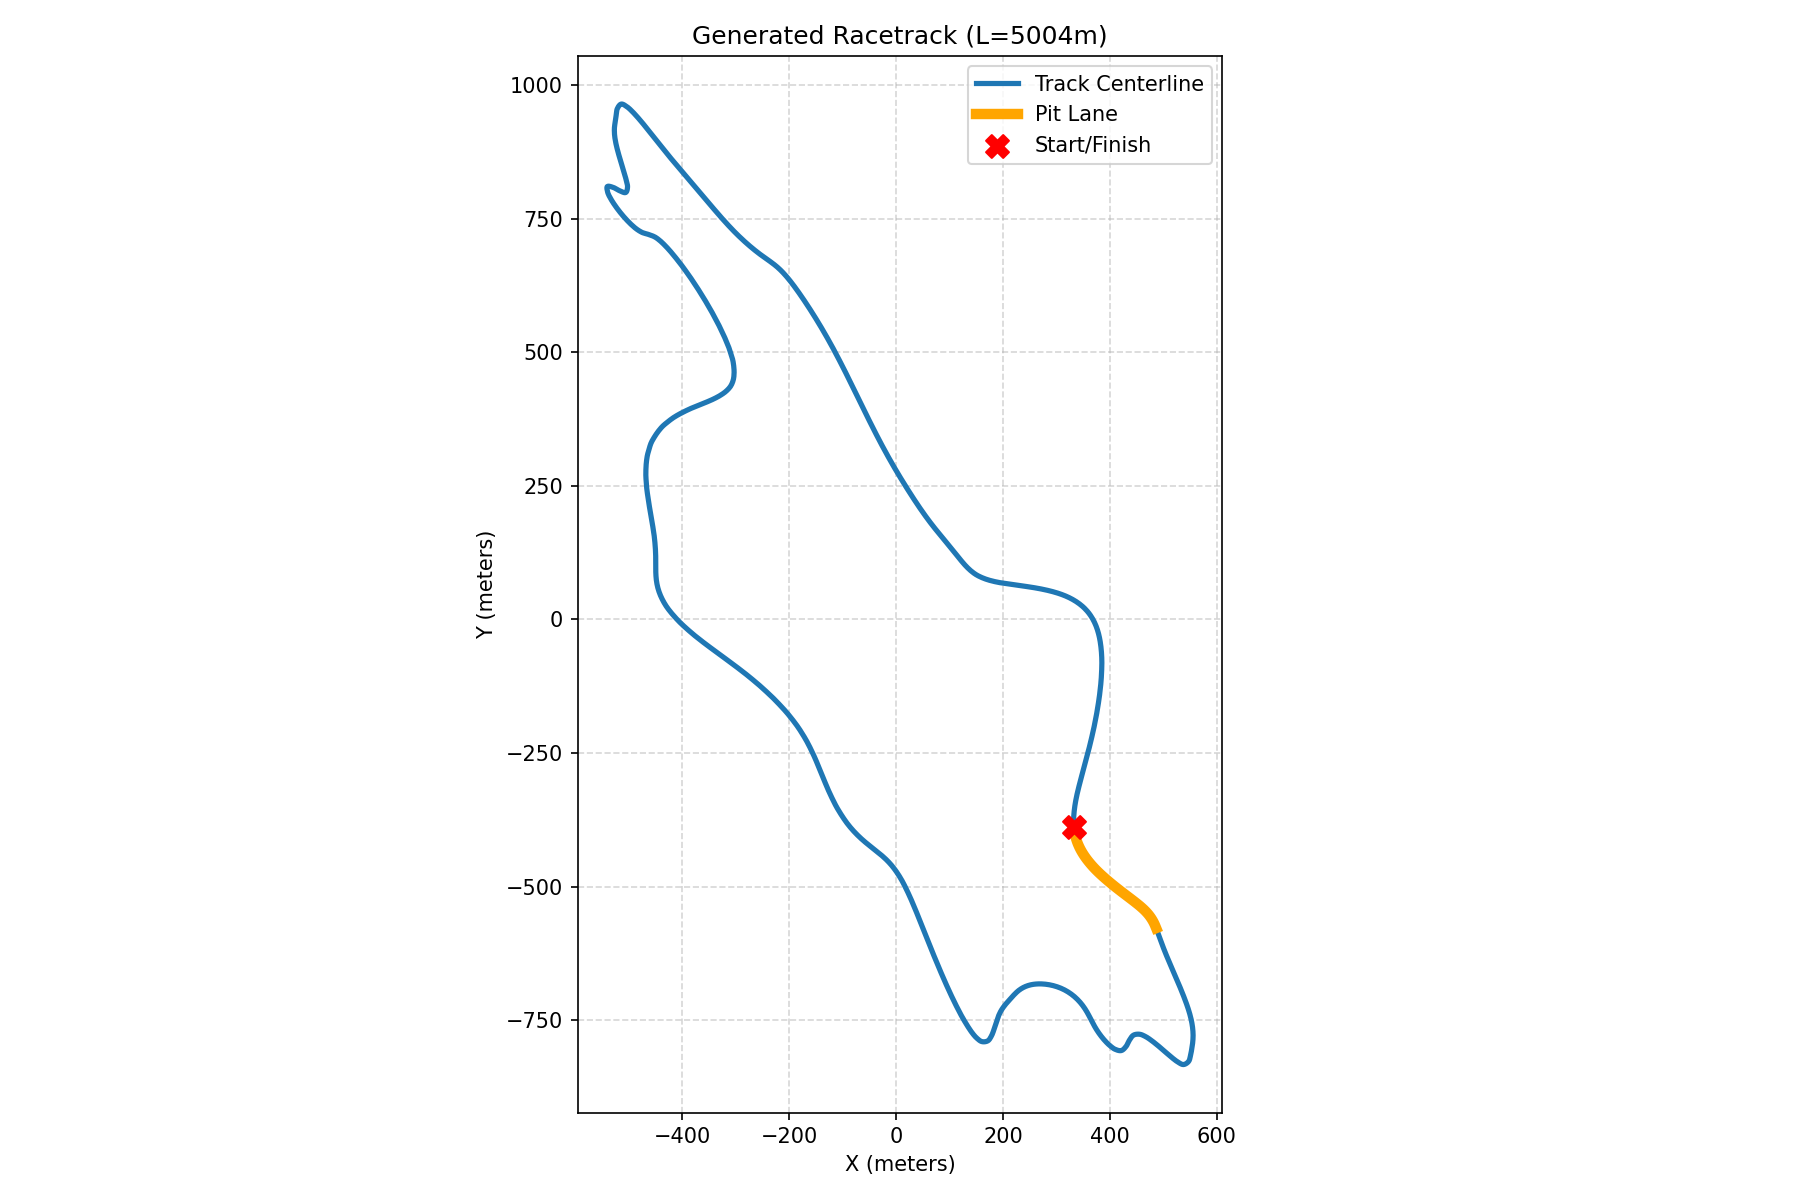 Generated Racetrack (L=5004m)
Track Centerline
Pit Lane
Start/Finish
1000
750
500
250
0
−250
−500
−750
Y (meters)
−400 −200 0 200 400 600
X (meters)